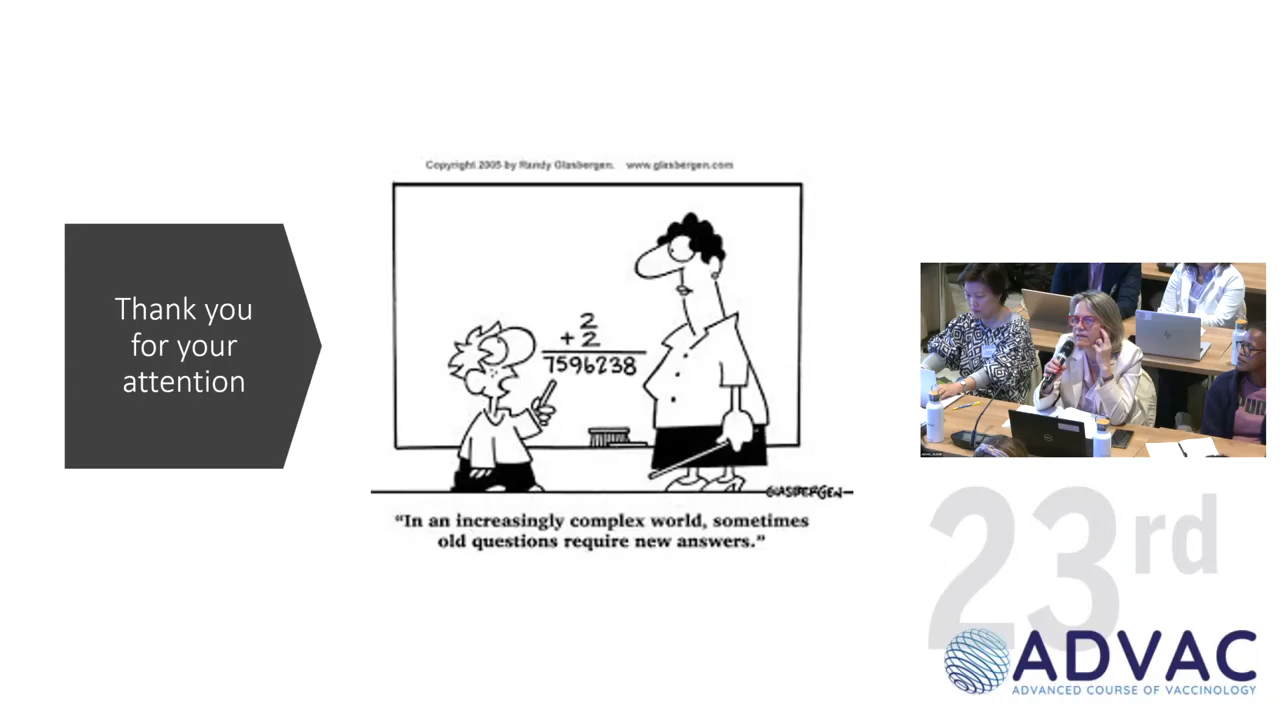 Thank you
for your
attention
Copyright 2005 by Randy Glasbergen. www.glasbergen.com
2
+ 2
7596238
GLASBERGEN
“In an increasingly complex world, sometimes
old questions require new answers.”
23rd
ADVAC
ADVANCED COURSE OF VACCINOLOGY